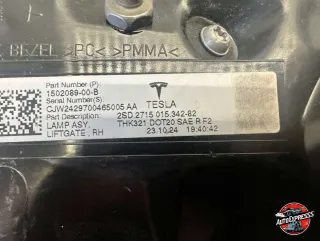 BEZEL >PC< >PMMA<
Part Number (P)
1502089-00-B
Serial Number(S)
CJW2429700465005 AA TESLA
Part Description: 2SD.2715 015.342-82
LAMP ASY, THK321 DOT20 SAE R F2
LIFTGATE , RH 23.10.24 19:40:42
AUTOEXPRESSS